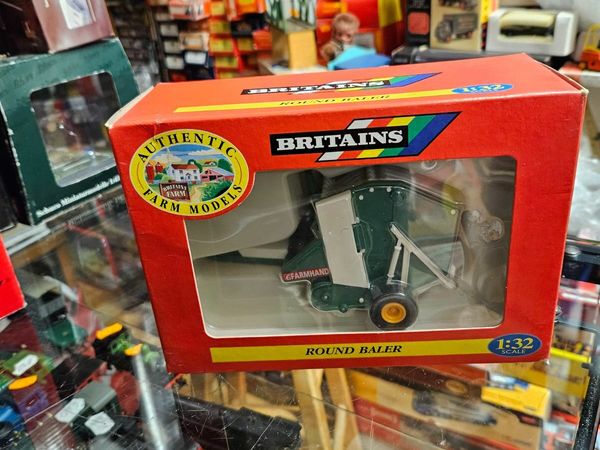 BRITAINS
ROUND BALER
1:32
AUTHENTIC
FARM MODELS
BRITAINS
FARM
BRITAINS
FARMHAND
ROUND BALER
1:32
SCALE